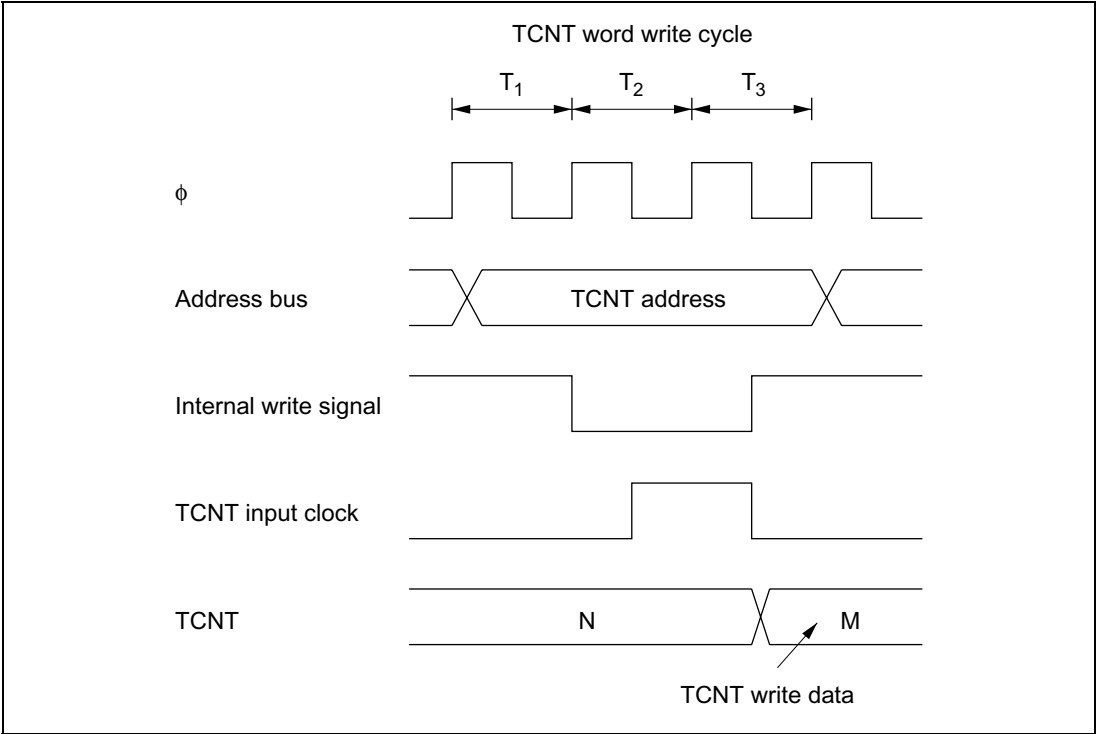 TCNT word write cycle
T1 T2 T3
ϕ
Address bus TCNT address
Internal write signal
TCNT input clock
TCNT N M
TCNT write data